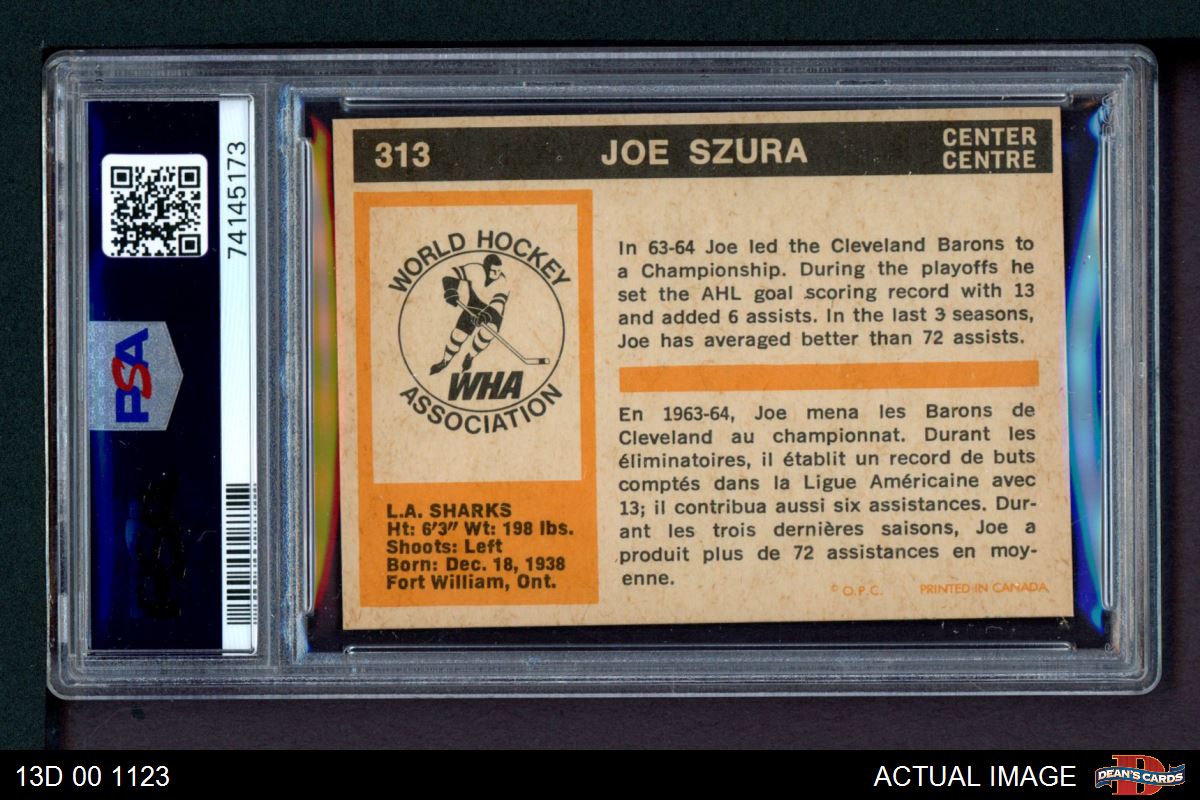 74145173
PSA
313 JOE SZURA CENTER
CENTRE
WORLD HOCKEY
WHA
ASSOCIATION
L.A. SHARKS
Ht: 6'3" Wt: 198 lbs.
Shoots: Left
Born: Dec. 18, 1938
Fort William, Ont.
In 63-64 Joe led the Cleveland Barons to
a Championship. During the playoffs he
set the AHL goal scoring record with 13
and added 6 assists. In the last 3 seasons,
Joe has averaged better than 72 assists.
En 1963-64, Joe mena les Barons de
Cleveland au championnat. Durant les
éliminatoires, il établit un record de buts
comptés dans la Ligue Américaine avec
13; il contribua aussi six assistances. Dur-
ant les trois dernières saisons, Joe a
produit plus de 72 assistances en moy-
enne.
© O.P.C. PRINTED IN CANADA
13D 00 1123
ACTUAL IMAGE
D
DEAN'S CARDS